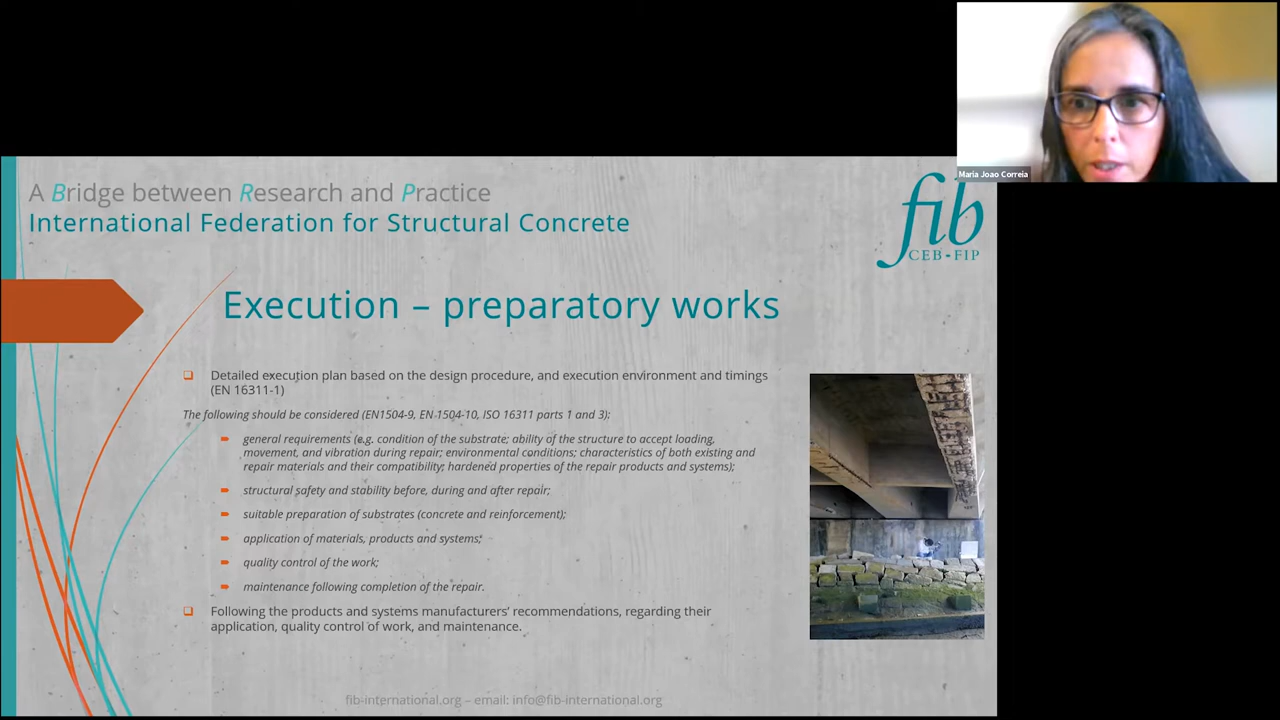 Maria Joao Correia
A Bridge between Research and Practice
International Federation for Structural Concrete
fib
CEB-FIP
Execution – preparatory works
Detailed execution plan based on the design procedure, and execution environment and timings
(EN 16311-1)
The following should be considered (EN1504-9, EN 1504-10, ISO 16311 parts 1 and 3):
general requirements (e.g. condition of the substrate; ability of the structure to accept loading,
movement, and vibration during repair; environmental conditions; characteristics of both existing and
repair materials and their compatibility; hardened properties of the repair products and systems);
structural safety and stability before, during and after repair;
suitable preparation of substrates (concrete and reinforcement);
application of materials, products and systems;
quality control of the work;
maintenance following completion of the repair.
Following the products and systems manufacturers’ recommendations, regarding their
application, quality control of work, and maintenance.
fib-international.org – email: info@fib-international.org